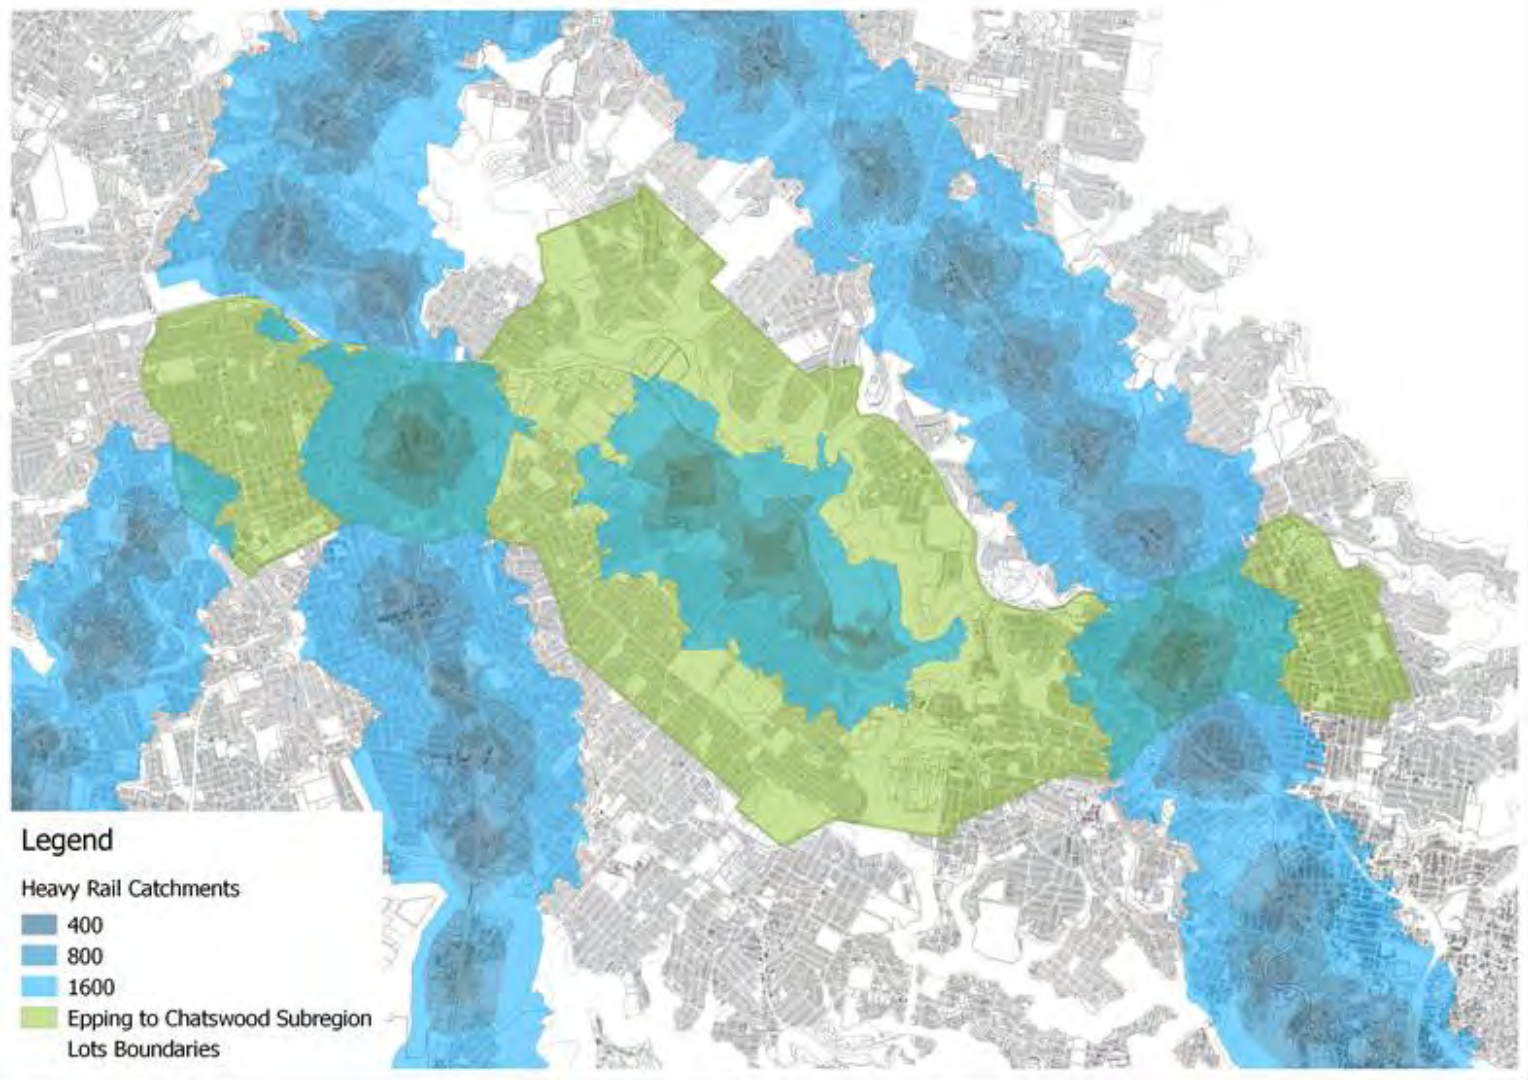 Legend
Heavy Rail Catchments
400
800
1600
Epping to Chatswood Subregion
Lots Boundaries